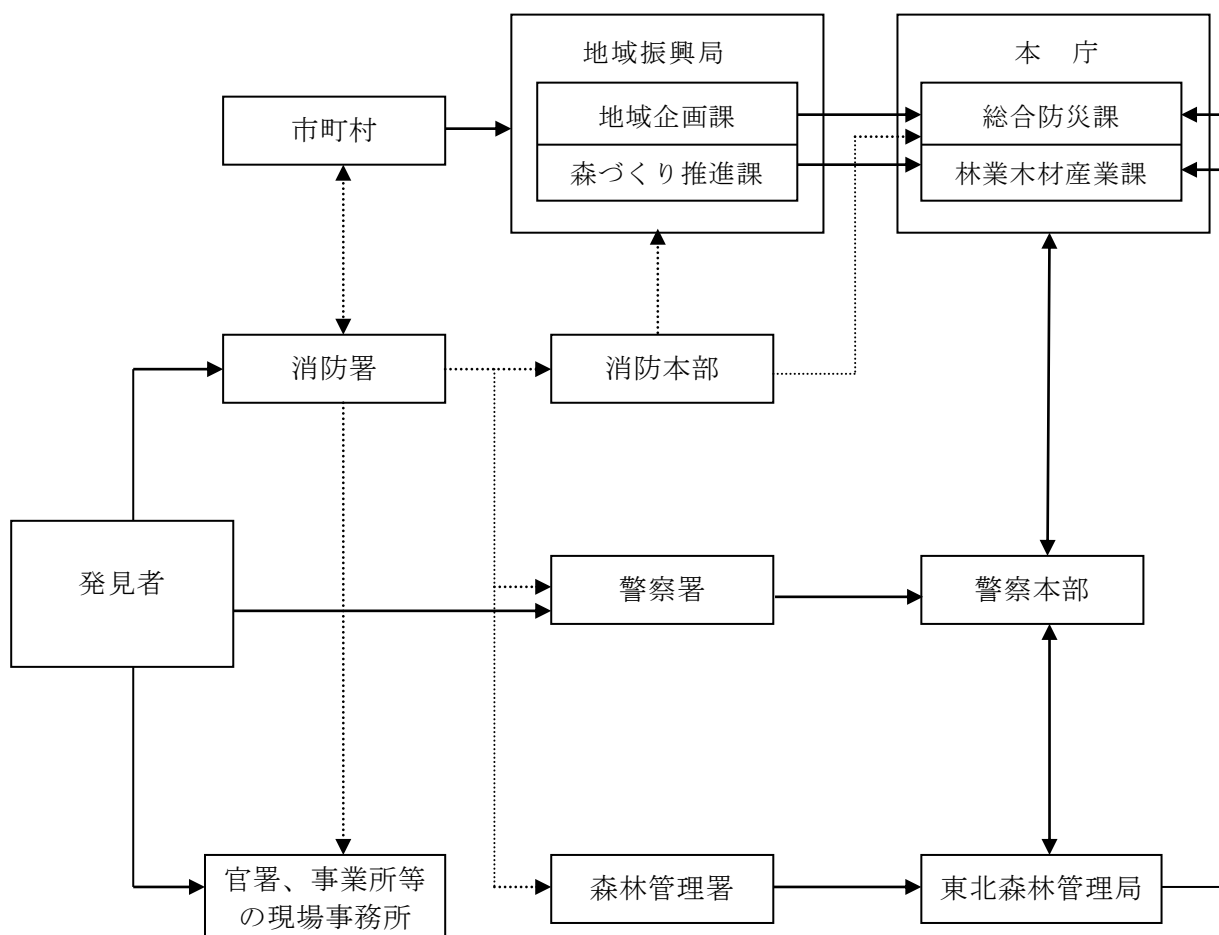 地域振興局
本　庁
市町村
地域企画課
総合防災課
森づくり推進課
林業木材産業課
消防署
消防本部
発見者
警察署
警察本部
官署、事業所等
の現場事務所
森林管理署
東北森林管理局